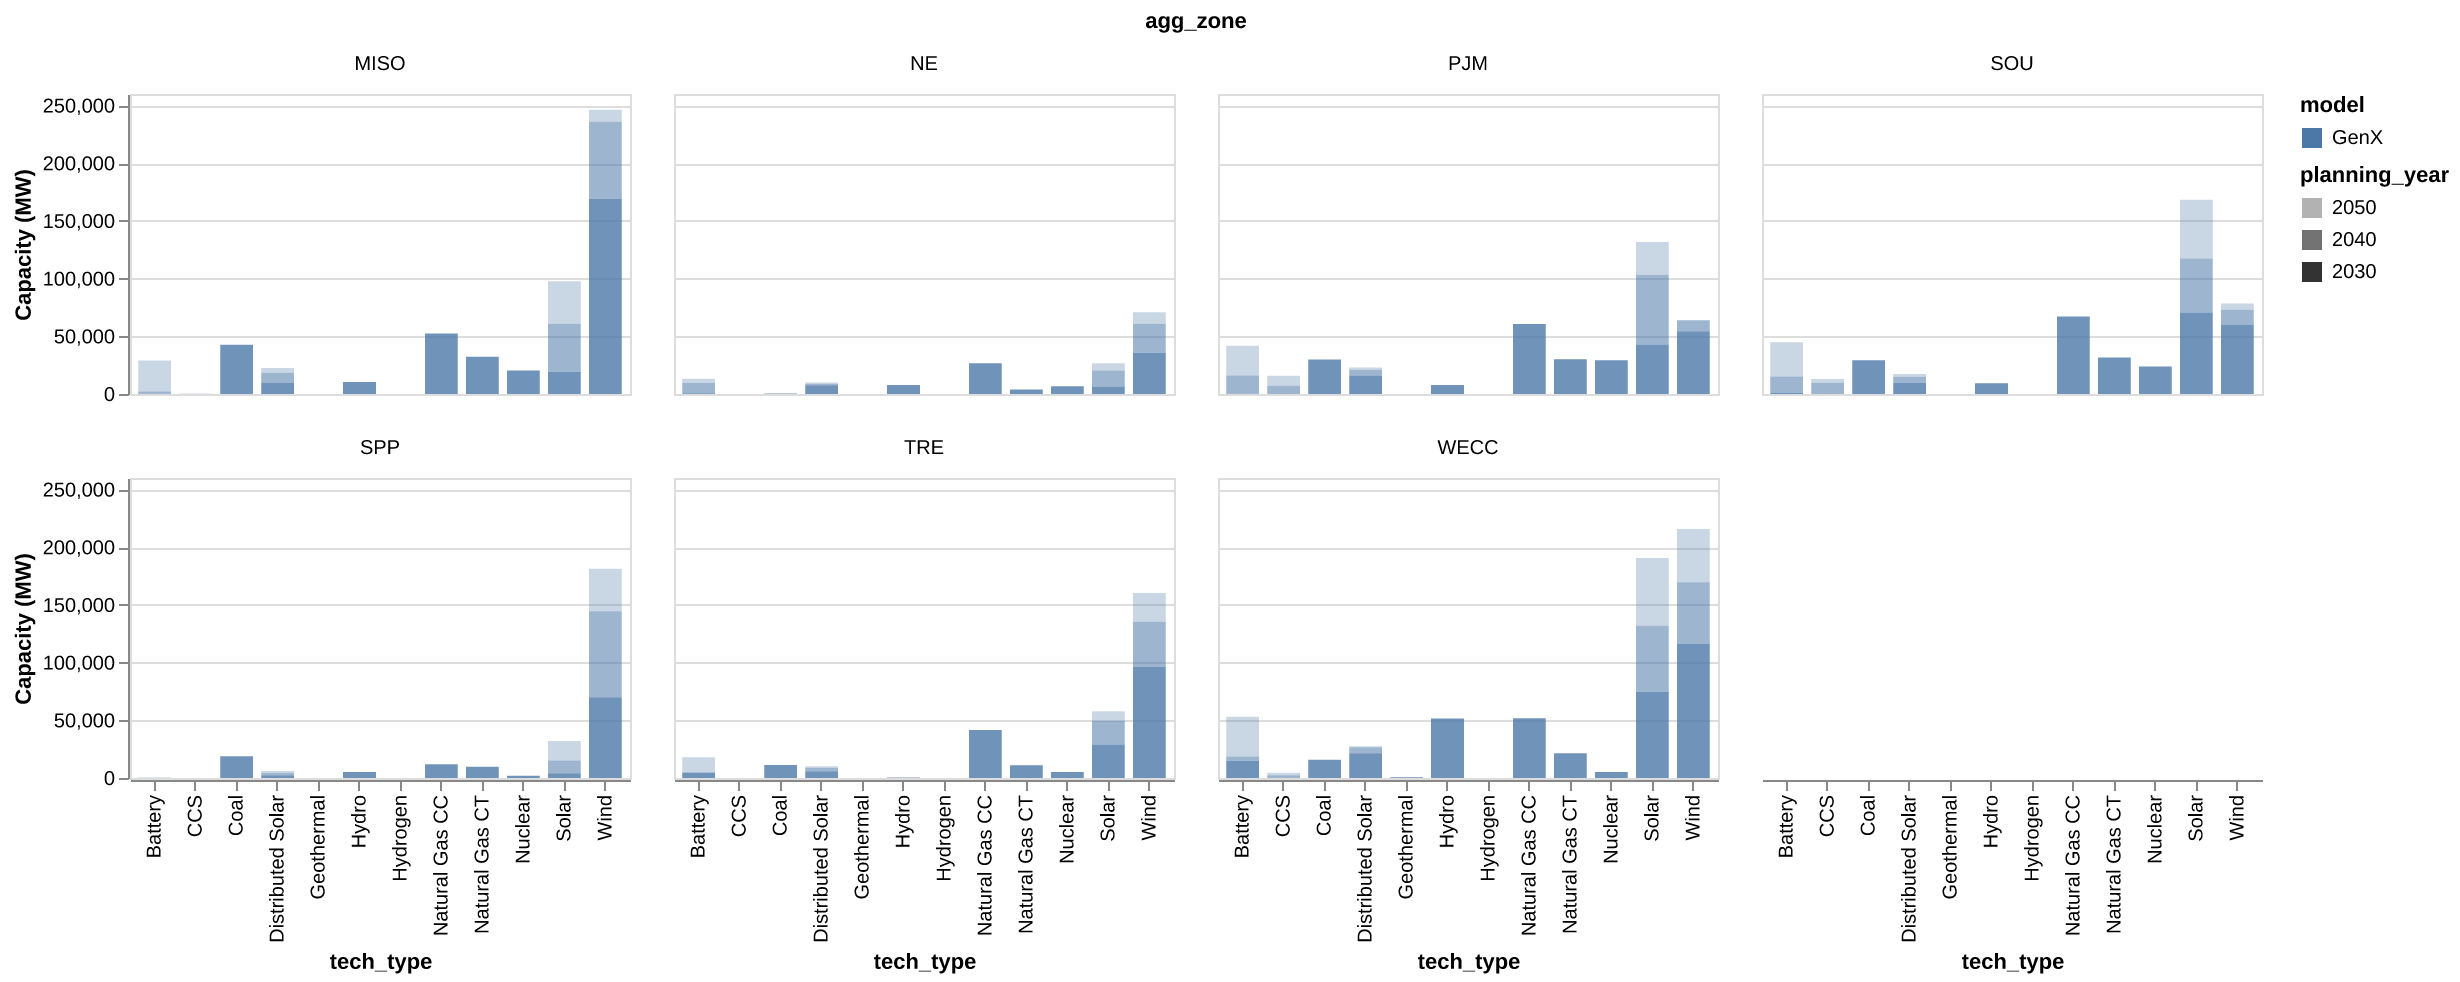 agg_zone
MISO
NE
PJM
SOU
Capacity (MW)
250,000
200,000
150,000
100,000
50,000
0
model
GenX
planning_year
2050
2040
2030
SPP
TRE
WECC
Capacity (MW)
250,000
200,000
150,000
100,000
50,000
0
Battery
CCS
Coal
Distributed Solar
Geothermal
Hydro
Hydrogen
Natural Gas CC
Natural Gas CT
Nuclear
Solar
Wind
Battery
CCS
Coal
Distributed Solar
Geothermal
Hydro
Hydrogen
Natural Gas CC
Natural Gas CT
Nuclear
Solar
Wind
Battery
CCS
Coal
Distributed Solar
Geothermal
Hydro
Hydrogen
Natural Gas CC
Natural Gas CT
Nuclear
Solar
Wind
Battery
CCS
Coal
Distributed Solar
Geothermal
Hydro
Hydrogen
Natural Gas CC
Natural Gas CT
Nuclear
Solar
Wind
tech_type
tech_type
tech_type
tech_type